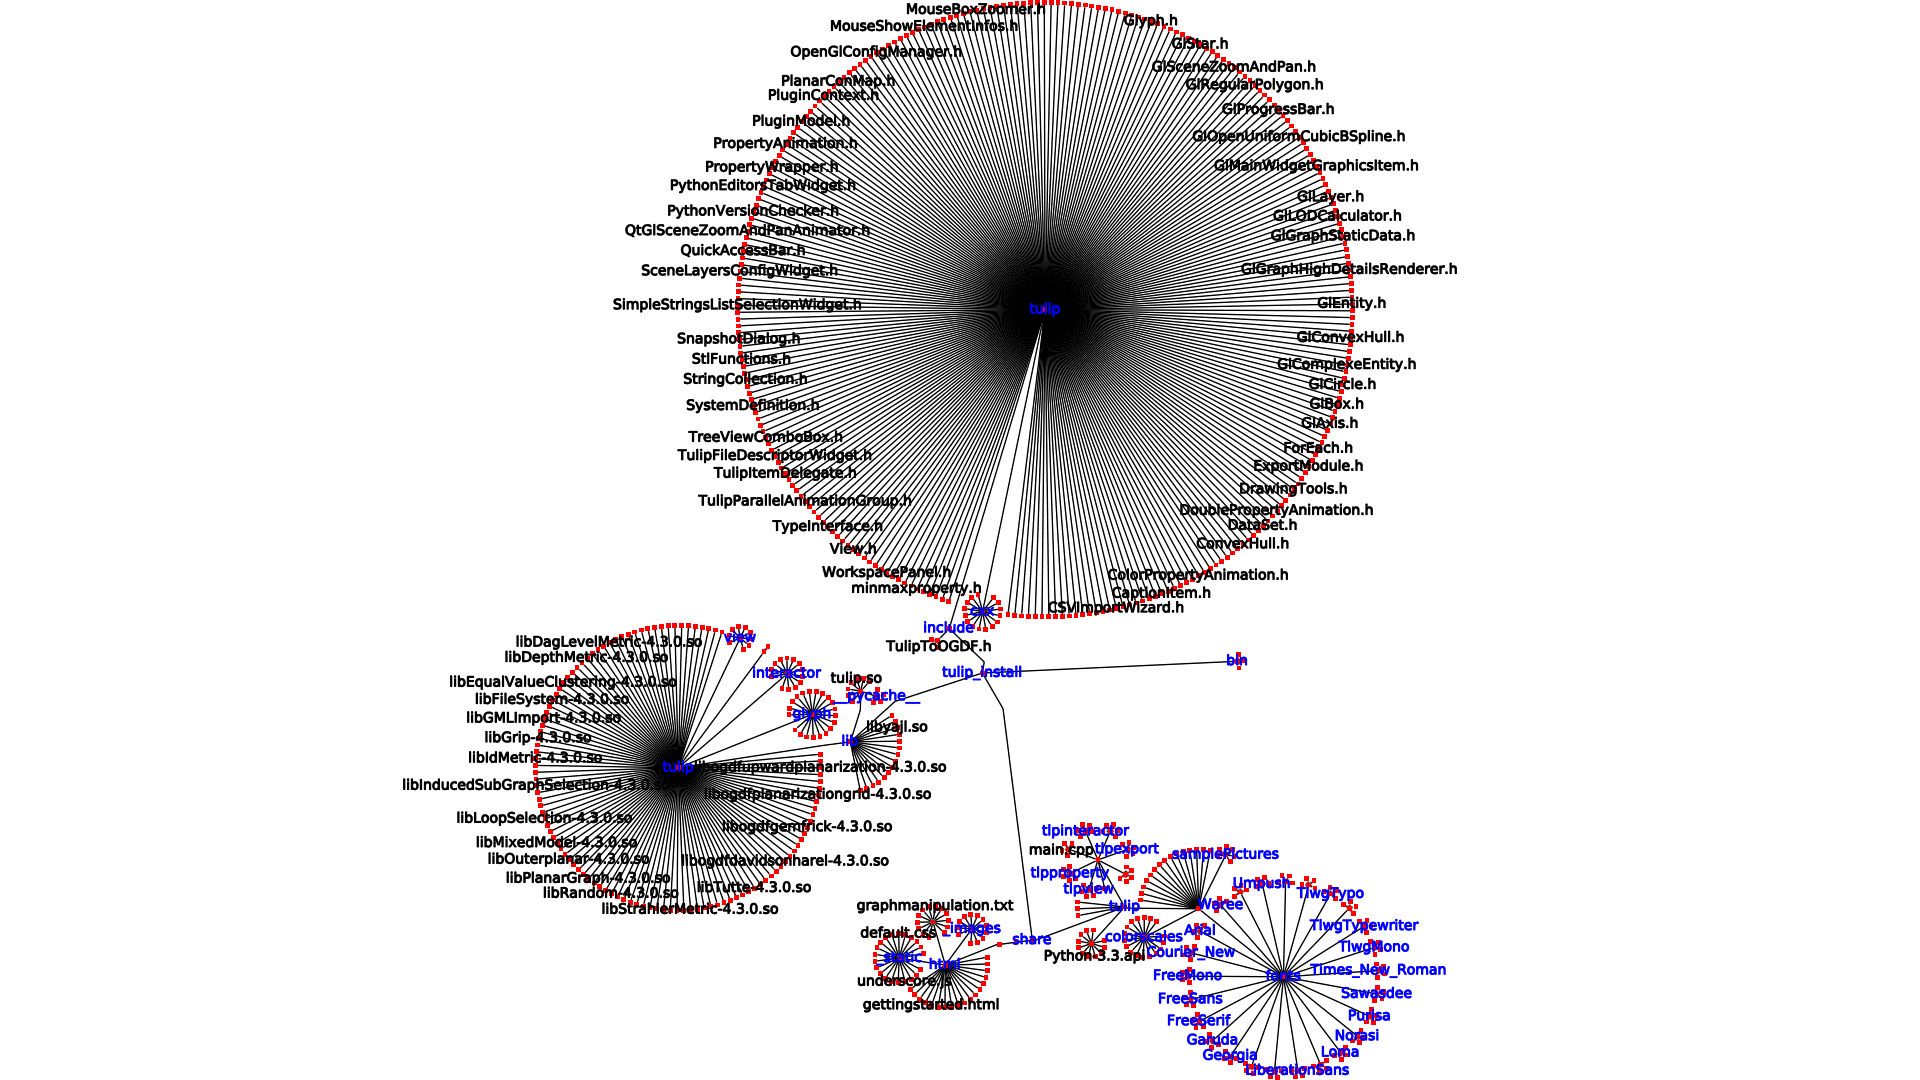 MouseBoxZoomer.h
Glyph.h
MouseShowElementInfos.h
GlStar.h
OpenGlConfigManager.h
GlSceneZoomAndPan.h
PlanarConMap.h
GlRegularPolygon.h
PluginContext.h
GlProgressBar.h
PluginModel.h
GlOpenUniformCubicBSpline.h
PropertyAnimation.h
PropertyWrapper.h
GlMainWidgetGraphicsItem.h
PythonEditorsTabWidget.h
GlLayer.h
PythonVersionChecker.h
GlLODCalculator.h
QtGlSceneZoomAndPanAnimator.h
GlGraphStaticData.h
QuickAccessBar.h
SceneLayersConfigWidget.h
GlGraphHighDetailsRenderer.h
SimpleStringsListSelectionWidget.h
GlEntity.h
tulip
SnapshotDialog.h
GlConvexHull.h
StlFunctions.h
GlComplexeEntity.h
StringCollection.h
GlCircle.h
SystemDefinition.h
GlBox.h
GlAxis.h
TreeViewComboBox.h
ForEach.h
TulipFileDescriptorWidget.h
ExportModule.h
TulipItemDelegate.h
DrawingTools.h
TulipParallelAnimationGroup.h
DoublePropertyAnimation.h
TypeInterface.h
DataSet.h
View.h
ConvexHull.h
WorkspacePanel.h
ColorPropertyAnimation.h
minmaxproperty.h
CaptionItem.h
cxx
CSVImportWizard.h
include
TulipToOGDF.h
view
libDagLevelMetric-4.3.0.so
libDepthMetric-4.3.0.so
bin
interactor
tulip_install
tulip.so
libEqualValueClustering-4.3.0.so
__pycache__
libFileSystem-4.3.0.so
glyph
libGMLImport-4.3.0.so
libyajl.so
libGrip-4.3.0.so
lib
libIdMetric-4.3.0.so
tulip
libogdfupwardplanarization-4.3.0.so
libInducedSubGraphSelection-4.3.0.so
libogdfplanarizationgrid-4.3.0.so
libLoopSelection-4.3.0.so
libogdfgemfrick-4.3.0.so
libMixedModel-4.3.0.so
libOuterplanar-4.3.0.so
libogdfdavidsonharel-4.3.0.so
libPlanarGraph-4.3.0.so
libTutte-4.3.0.so
libRandom-4.3.0.so
libStrahlerMetric-4.3.0.so
tlpinteractor
main.cpp
tlpexport
samplePictures
tlpproperty
tlpview
Umpush
TlwgTypo
graphmanipulation.txt
tulip
Waree
default.css
_images
share
colorscales
Arial
TlwgTypewriter
Python-3.3.api
Courier_New
TlwgMono
_static
html
FreeMono
fonts
Times_New_Roman
underscore.js
FreeSans
Sawasdee
gettingstarted.html
FreeSerif
Purisa
Garuda
Norasi
Georgia
Loma
LiberationSans